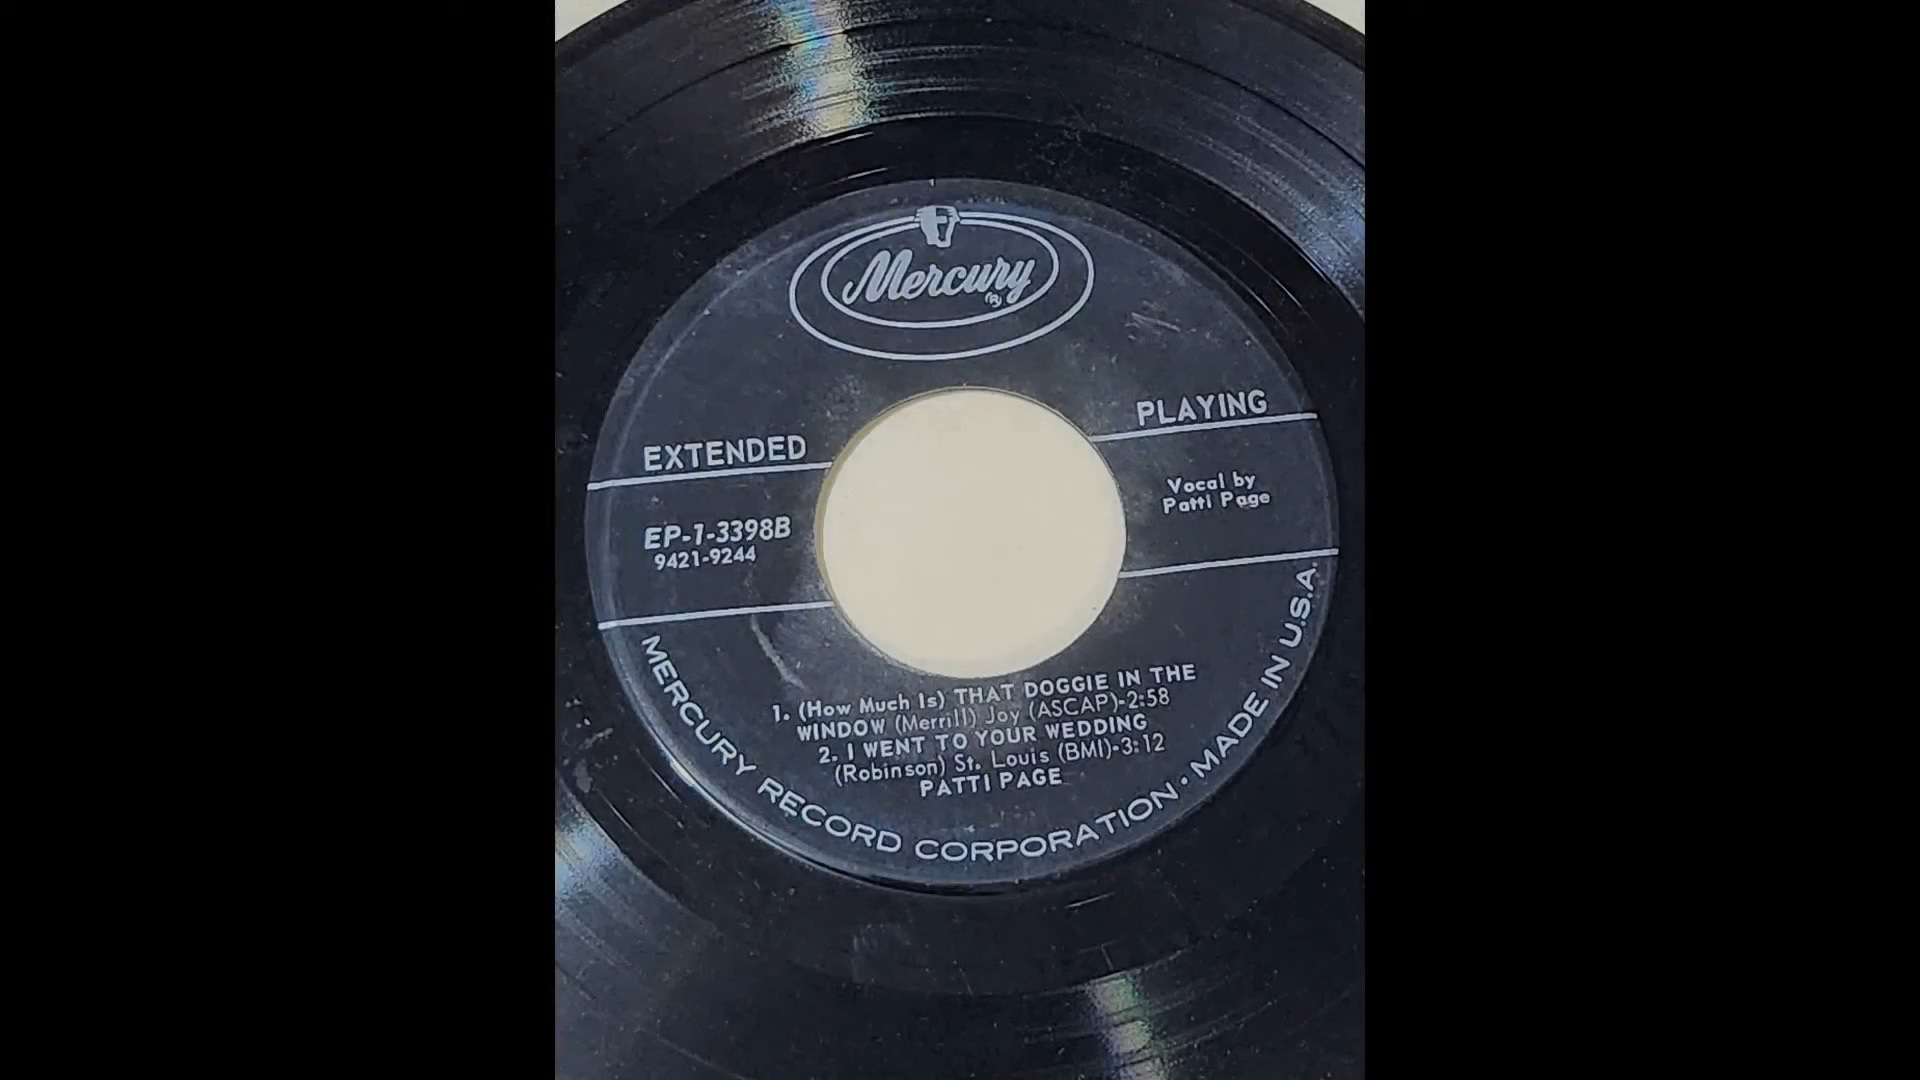 Mercury
(R)
EXTENDED
PLAYING
EP-1-3398B
9421-9244
Vocal by
Patti Page
1. (How Much Is) THAT DOGGIE IN THE
WINDOW (Merrill) Joy (ASCAP)-2:58
2. I WENT TO YOUR WEDDING
(Robinson) St. Louis (BMI)-3:12
PATTI PAGE
MERCURY RECORD CORPORATION • MADE IN U.S.A.